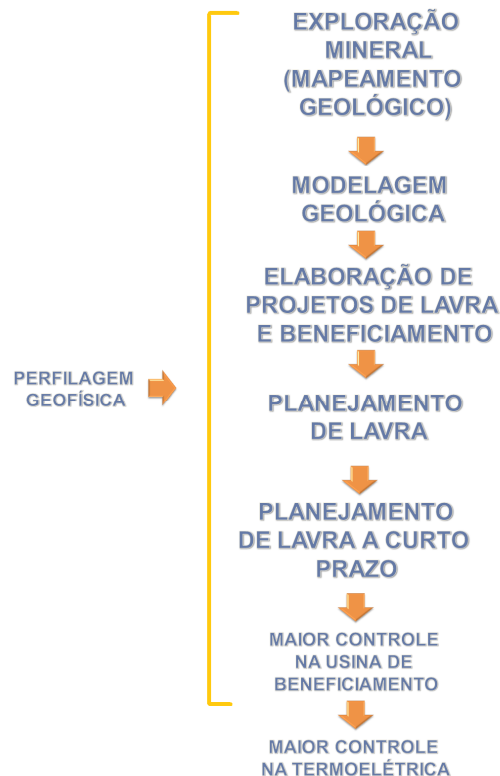 EXPLORAÇÃO
MINERAL
(MAPEAMENTO
GEOLÓGICO)
MODELAGEM
GEOLÓGICA
ELABORAÇÃO DE
PROJETOS DE LAVRA
E BENEFICIAMENTO
PERFILAGEM
GEOFÍSICA
PLANEJAMENTO
DE LAVRA
PLANEJAMENTO
DE LAVRA A CURTO
PRAZO
MAIOR CONTROLE
NA USINA DE
BENEFICIAMENTO
MAIOR CONTROLE
NA TERMOELÉTRICA